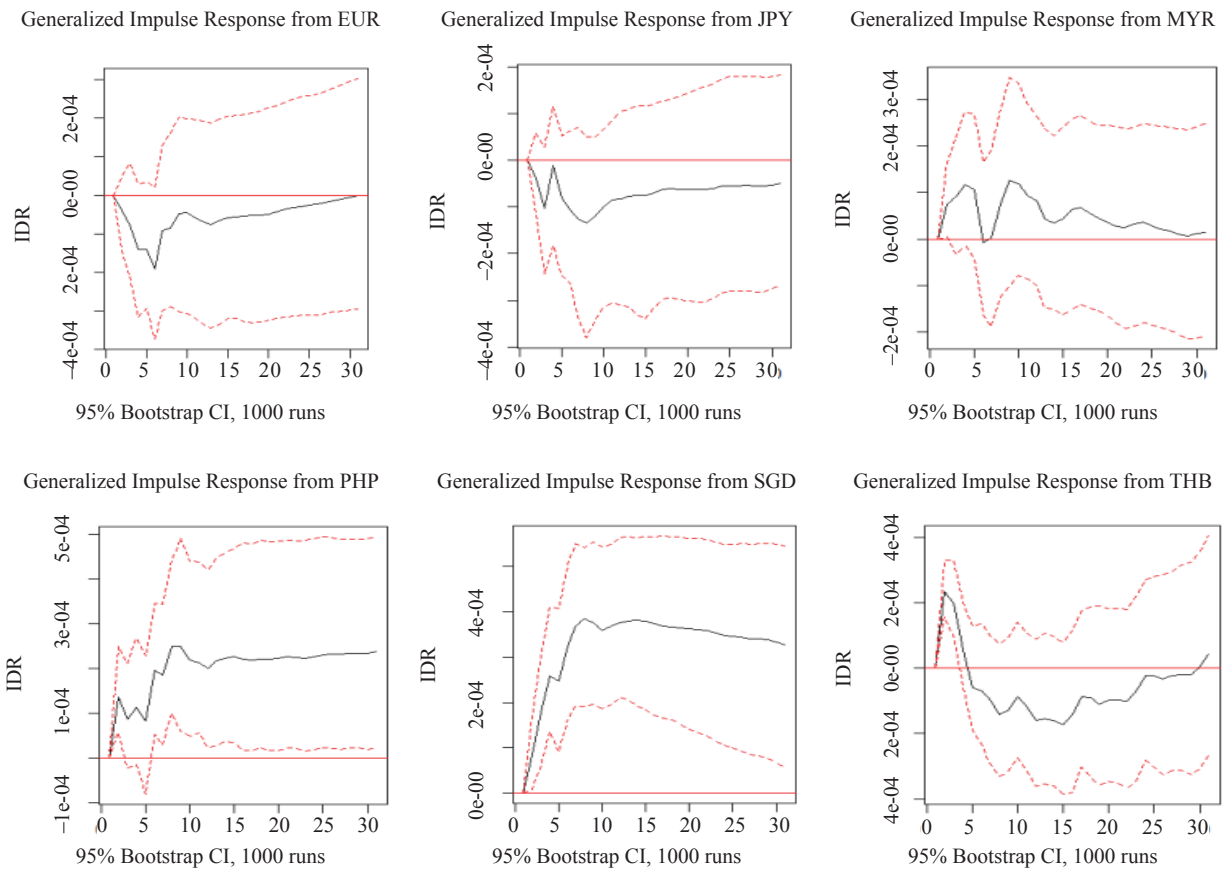 Generalized Impulse Response from EUR
IDR
2e-04
0e-00
2e-04
−4e-04
0 5 10 15 20 25 30
95% Bootstrap CI, 1000 runs
Generalized Impulse Response from JPY
IDR
2e-04
0e-00
−2e-04
−4e-04
0 5 10 15 20 25 30
95% Bootstrap CI, 1000 runs
Generalized Impulse Response from MYR
IDR
3e-04
2e-04
0e-00
−2e-04
0 5 10 15 20 25 30
95% Bootstrap CI, 1000 runs
Generalized Impulse Response from PHP
IDR
5e-04
3e-04
1e-04
−1e-04
0 5 10 15 20 25 30
95% Bootstrap CI, 1000 runs
Generalized Impulse Response from SGD
IDR
4e-04
2e-04
0e-00
0 5 10 15 20 25 30
95% Bootstrap CI, 1000 runs
Generalized Impulse Response from THB
IDR
4e-04
2e-04
0e-00
2e-04
4e-04
0 5 10 15 20 25 30
95% Bootstrap CI, 1000 runs